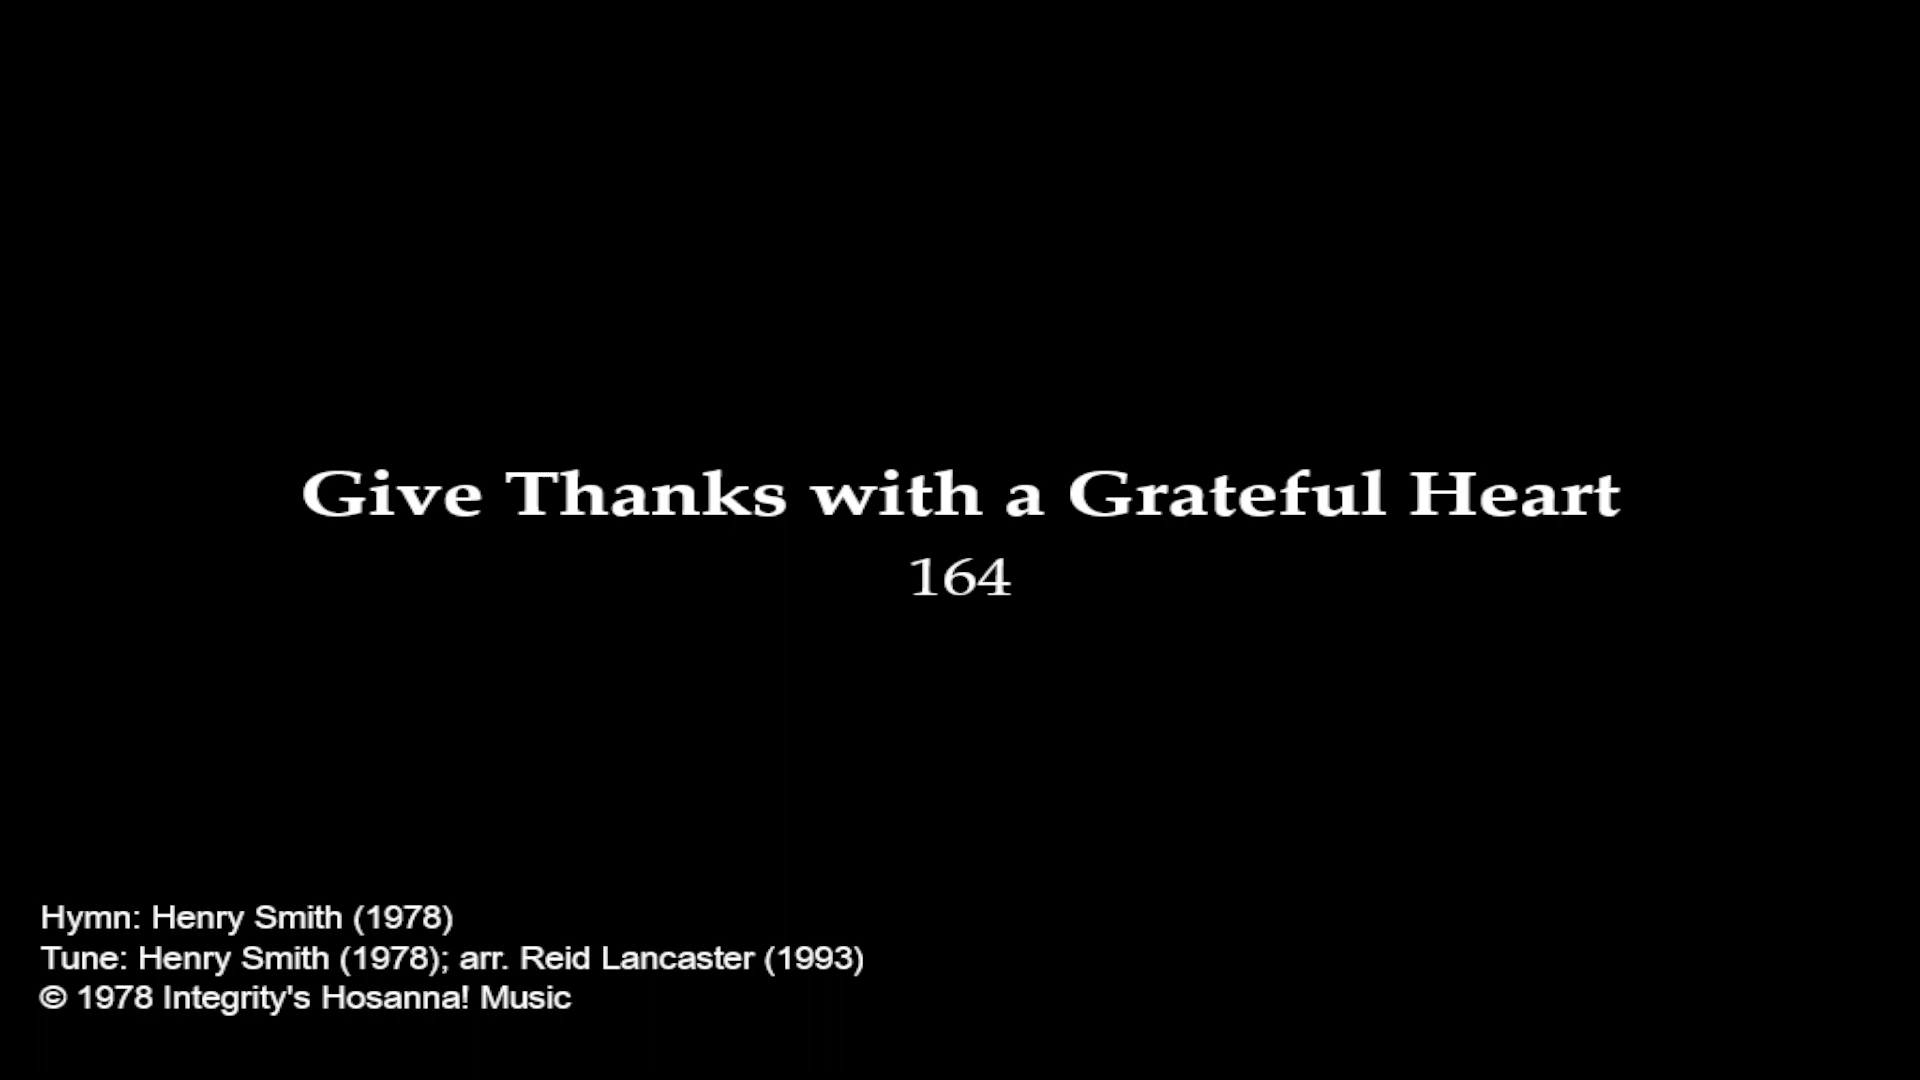 Give Thanks with a Grateful Heart
164
Hymn: Henry Smith (1978)
Tune: Henry Smith (1978); arr. Reid Lancaster (1993)
© 1978 Integrity's Hosanna! Music